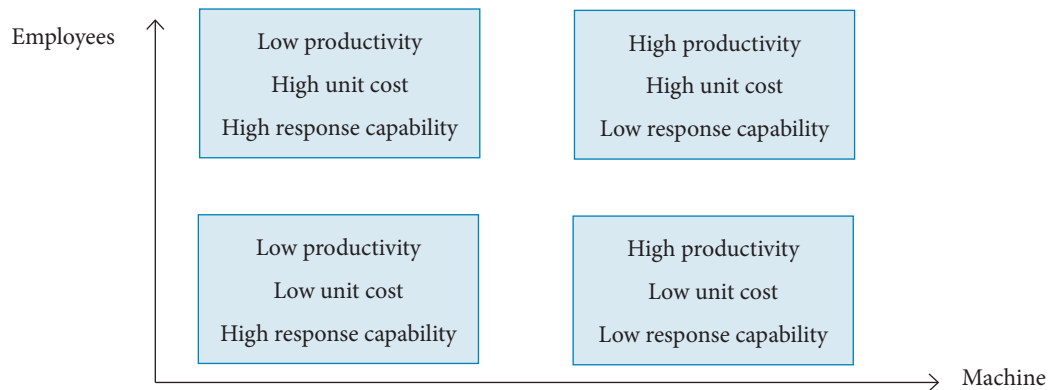 Employees
Low productivity
High unit cost
High response capability
High productivity
High unit cost
Low response capability
Low productivity
Low unit cost
High response capability
High productivity
Low unit cost
Low response capability
Machine